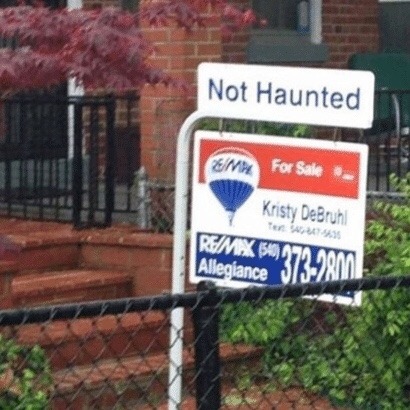 Not Haunted
RE/MAX
For Sale
Kristy DeBruhl
Text: 540-847-5635
RE/MAX (540)
Allegiance 373-2800